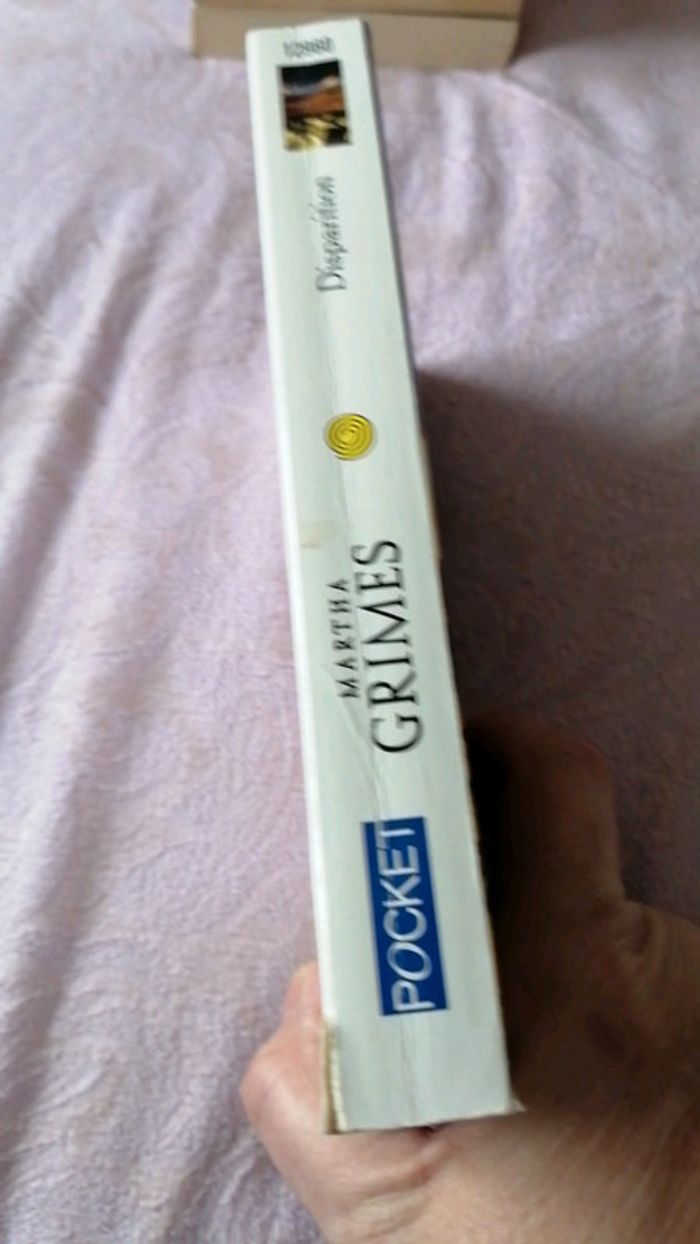 Disparition
MARTHA
GRIMES
POCKET